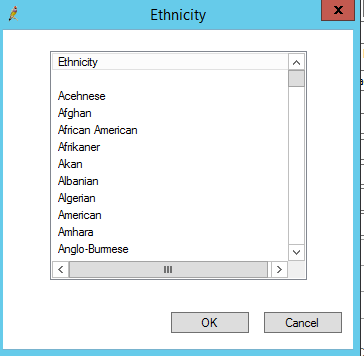 Ethnicity
X
Ethnicity
Acehnese
Afghan
African American
Afrikaner
Akan
Albanian
Algerian
American
Amhara
Anglo-Burmese
OK
Cancel